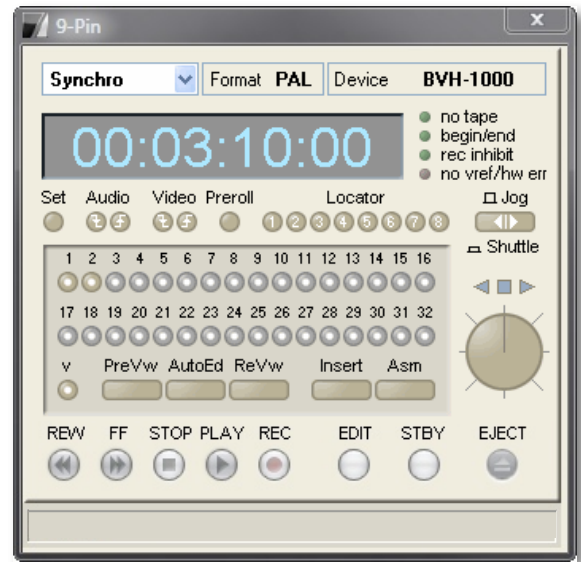 9-Pin
Synchro Format PAL Device BVH-1000
00:03:10:00
no tape
begin/end
rec inhibit
no vref/hw err
Set Audio Video Preroll Locator Jog
1 2 3 4 5 6 7 8
Shuttle
1 2 3 4 5 6 7 8 9 10 11 12 13 14 15 16
17 18 19 20 21 22 23 24 25 26 27 28 29 30 31 32
v PreVw AutoEd ReVw Insert Asm
REW FF STOP PLAY REC EDIT STBY EJECT